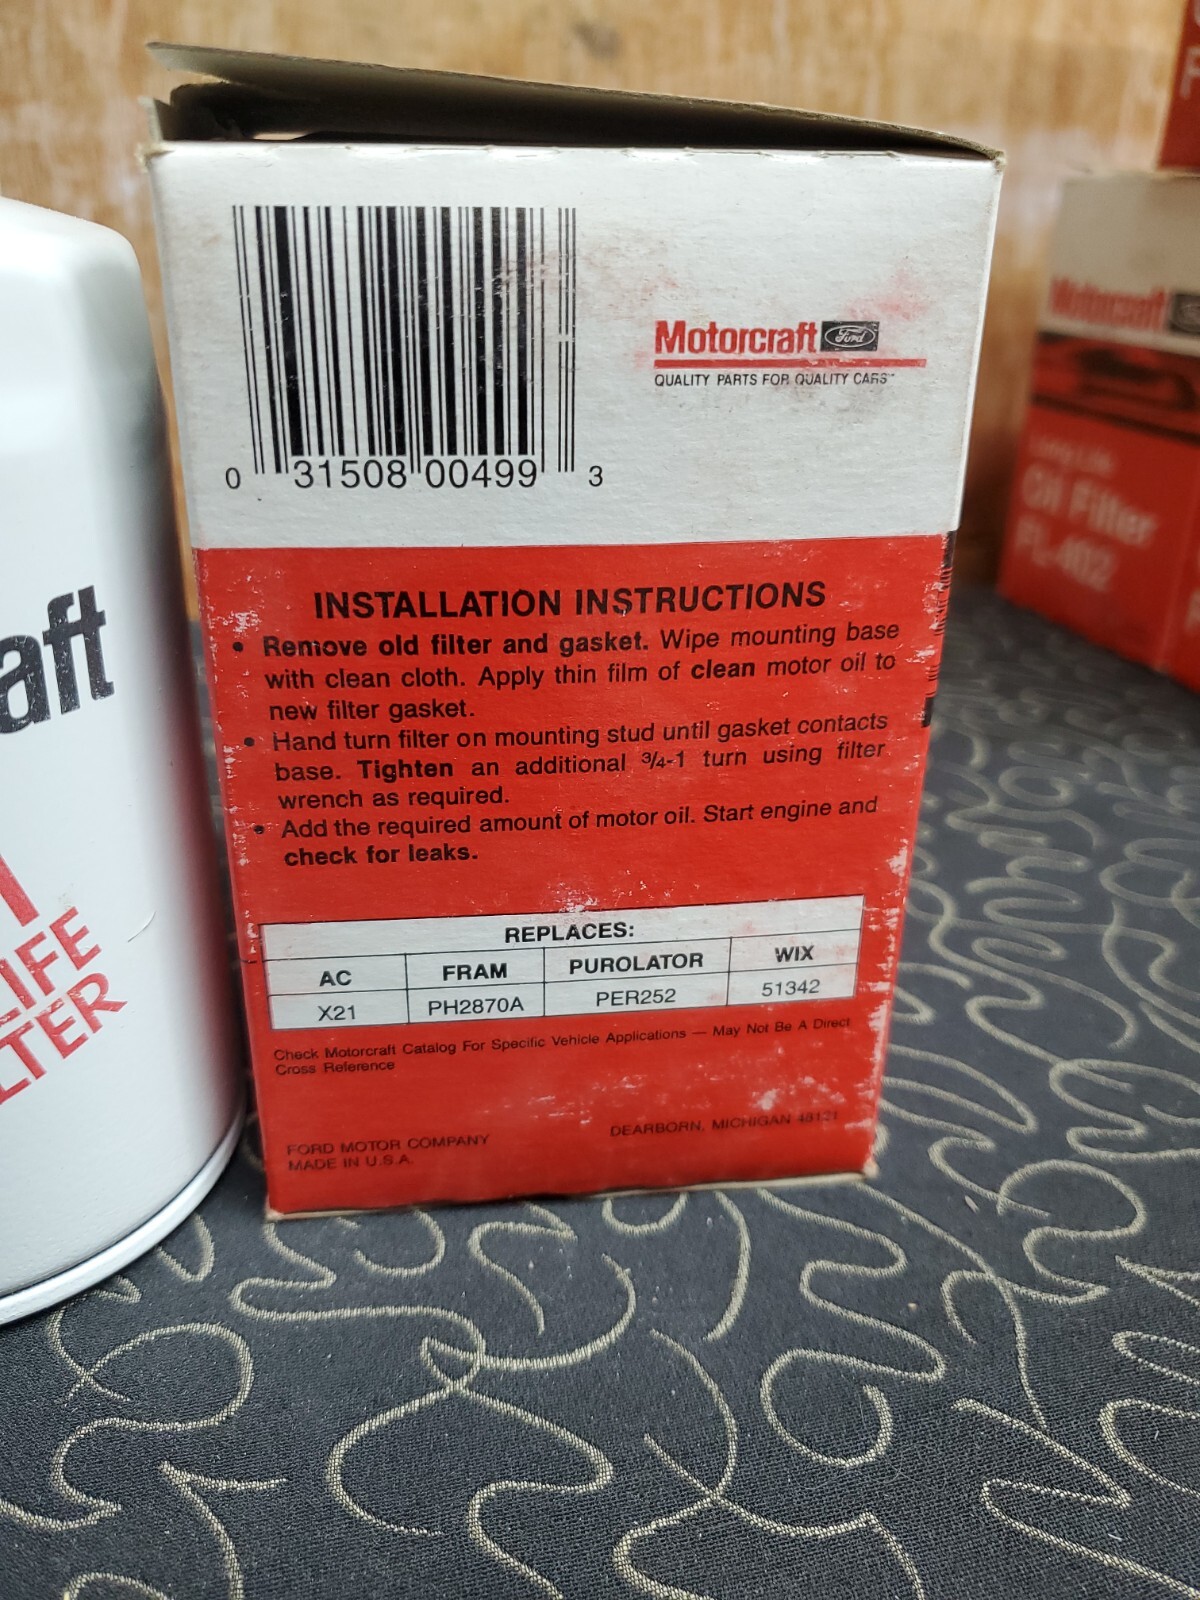 0 31508 00499 3
Motorcraft Ford
QUALITY PARTS FOR QUALITY CARS™
INSTALLATION INSTRUCTIONS
• Remove old filter and gasket. Wipe mounting base
with clean cloth. Apply thin film of clean motor oil to
new filter gasket.
• Hand turn filter on mounting stud until gasket contacts
base. Tighten an additional ¾-1 turn using filter
wrench as required.
• Add the required amount of motor oil. Start engine and
check for leaks.
REPLACES:
AC FRAM PUROLATOR WIX
X21 PH2870A PER252 51342
Check Motorcraft Catalog For Specific Vehicle Applications — May Not Be A Direct
Cross Reference
FORD MOTOR COMPANY DEARBORN, MICHIGAN 48121
MADE IN U.S.A.
aft
LIFE
LTER
Motorcraft
Long Life
Oil Filter
FL-402